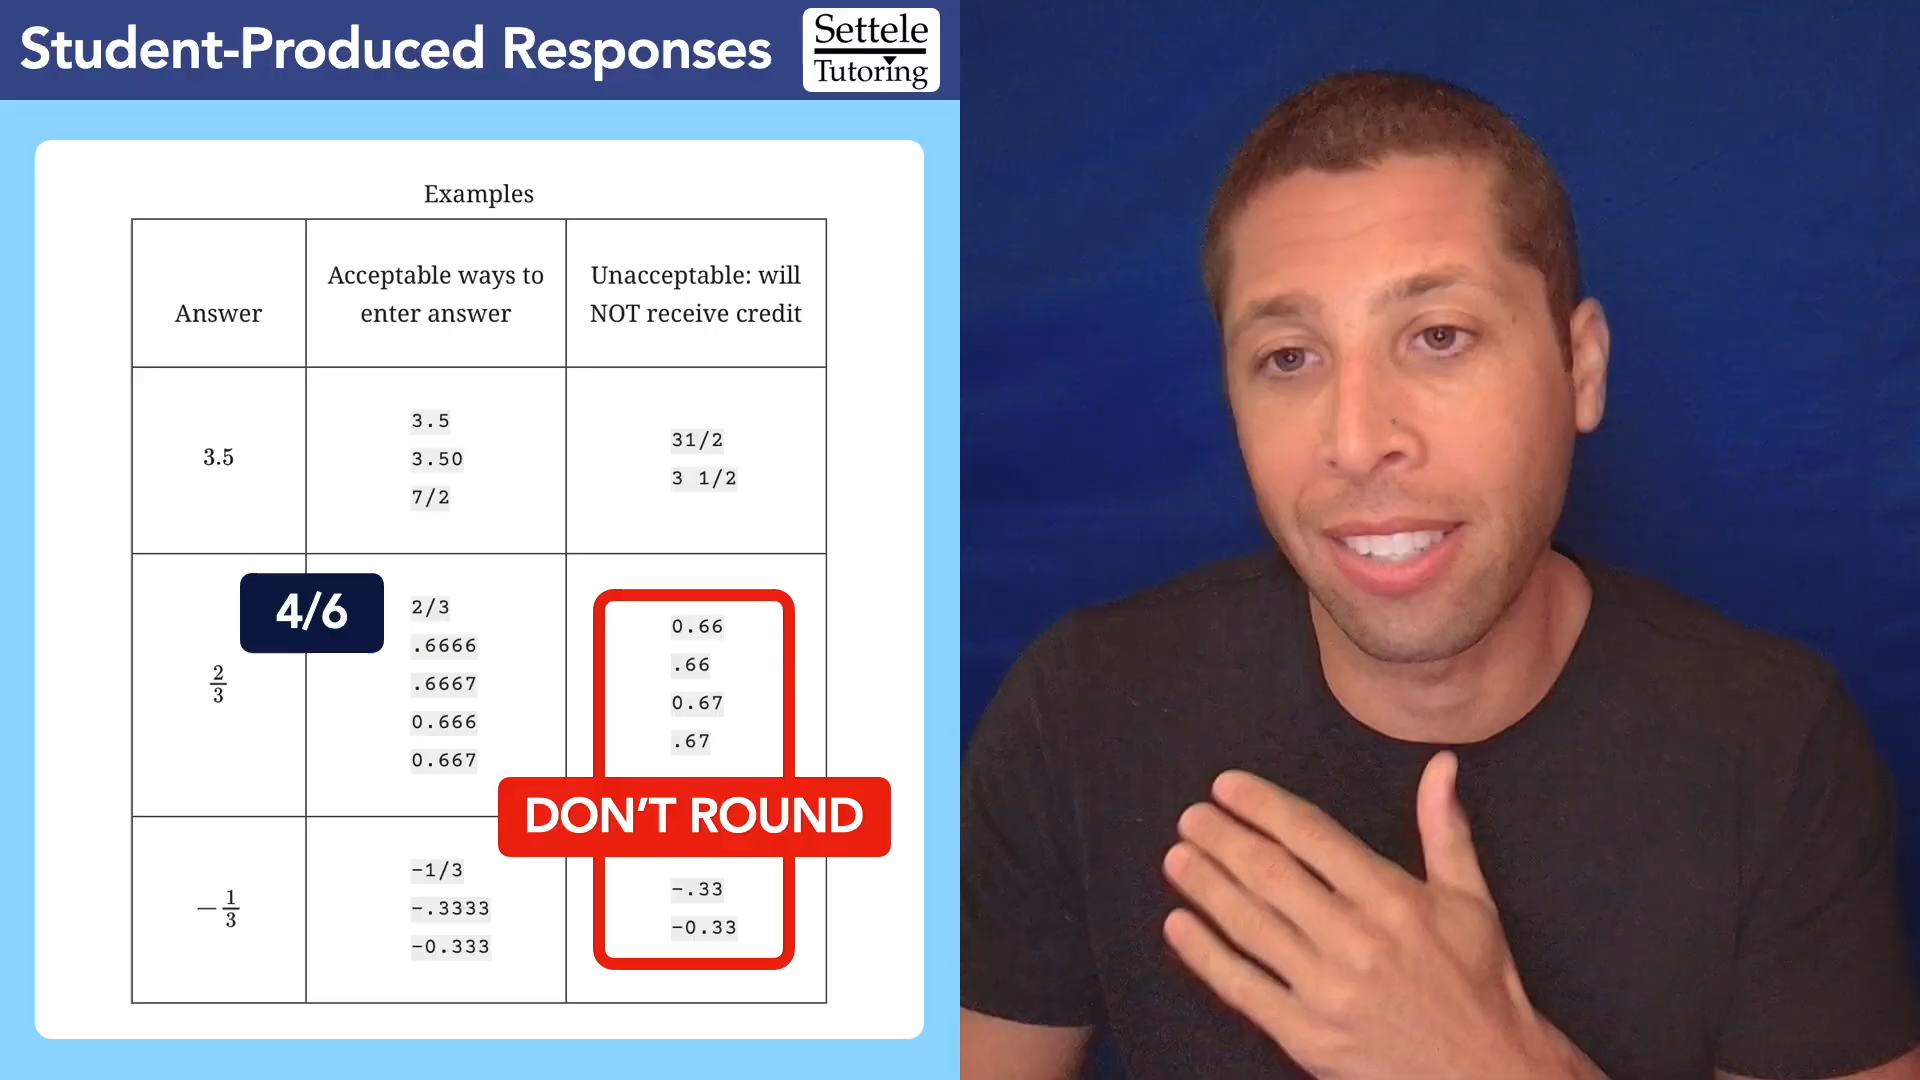 Student-Produced Responses
Settele
Tutoring
Examples
Answer
Acceptable ways to
enter answer
Unacceptable: will
NOT receive credit
3.5
3.5
3.50
7/2
31/2
3 1/2
4/6
2
3
2/3
.6666
.6667
0.666
0.667
0.66
.66
0.67
.67
DON'T ROUND
− 1
3
-1/3
-.3333
-0.333
-.33
-0.33